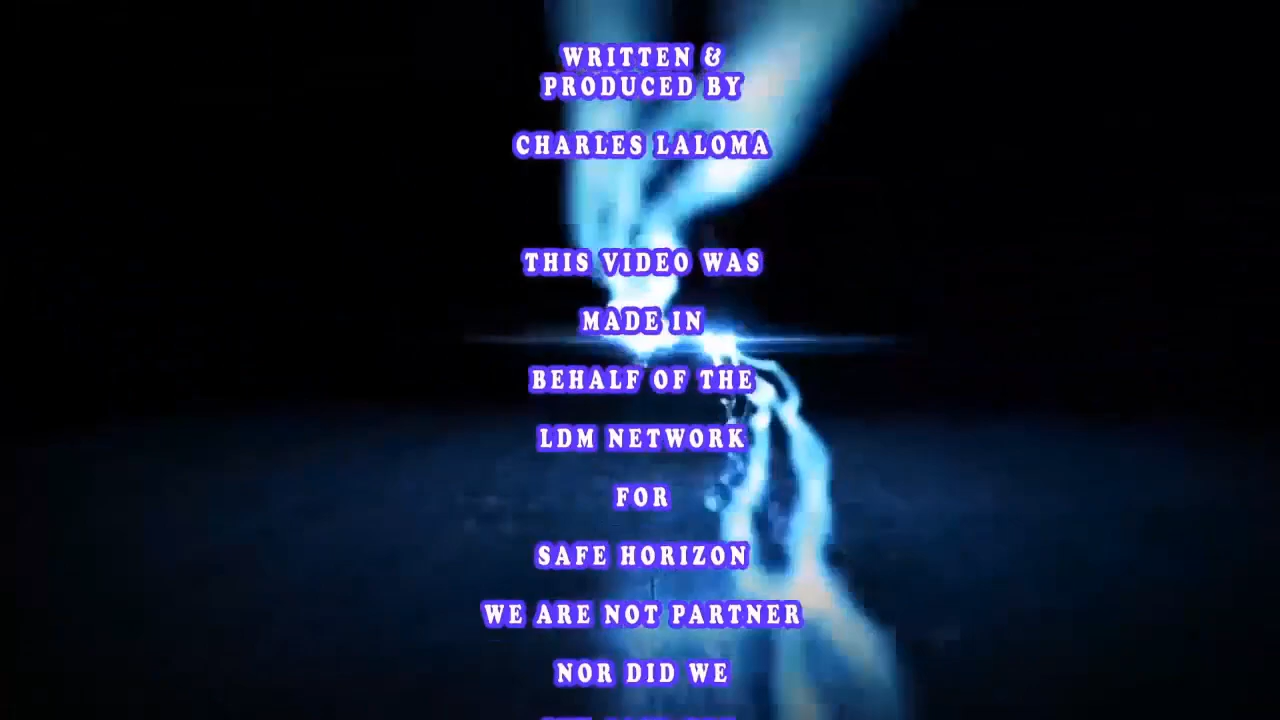 WRITTEN &
PRODUCED BY
CHARLES LALOMA
THIS VIDEO WAS
MADE IN
BEHALF OF THE
LDM NETWORK
FOR
SAFE HORIZON
WE ARE NOT PARTNER
NOR DID WE